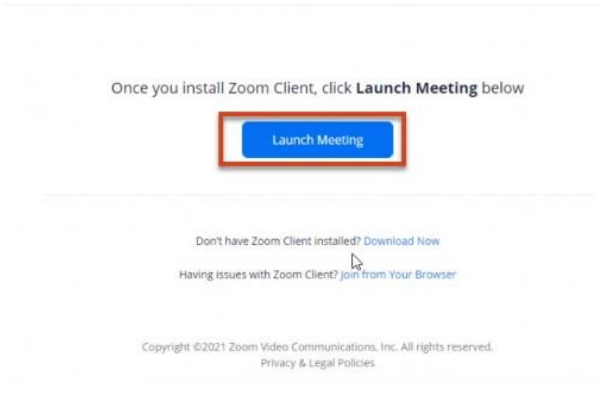 Once you install Zoom Client, click Launch Meeting below
Launch Meeting
Don't have Zoom Client installed? Download Now
Having issues with Zoom Client? Join from Your Browser
Copyright ©2021 Zoom Video Communications, Inc. All rights reserved.
Privacy & Legal Policies